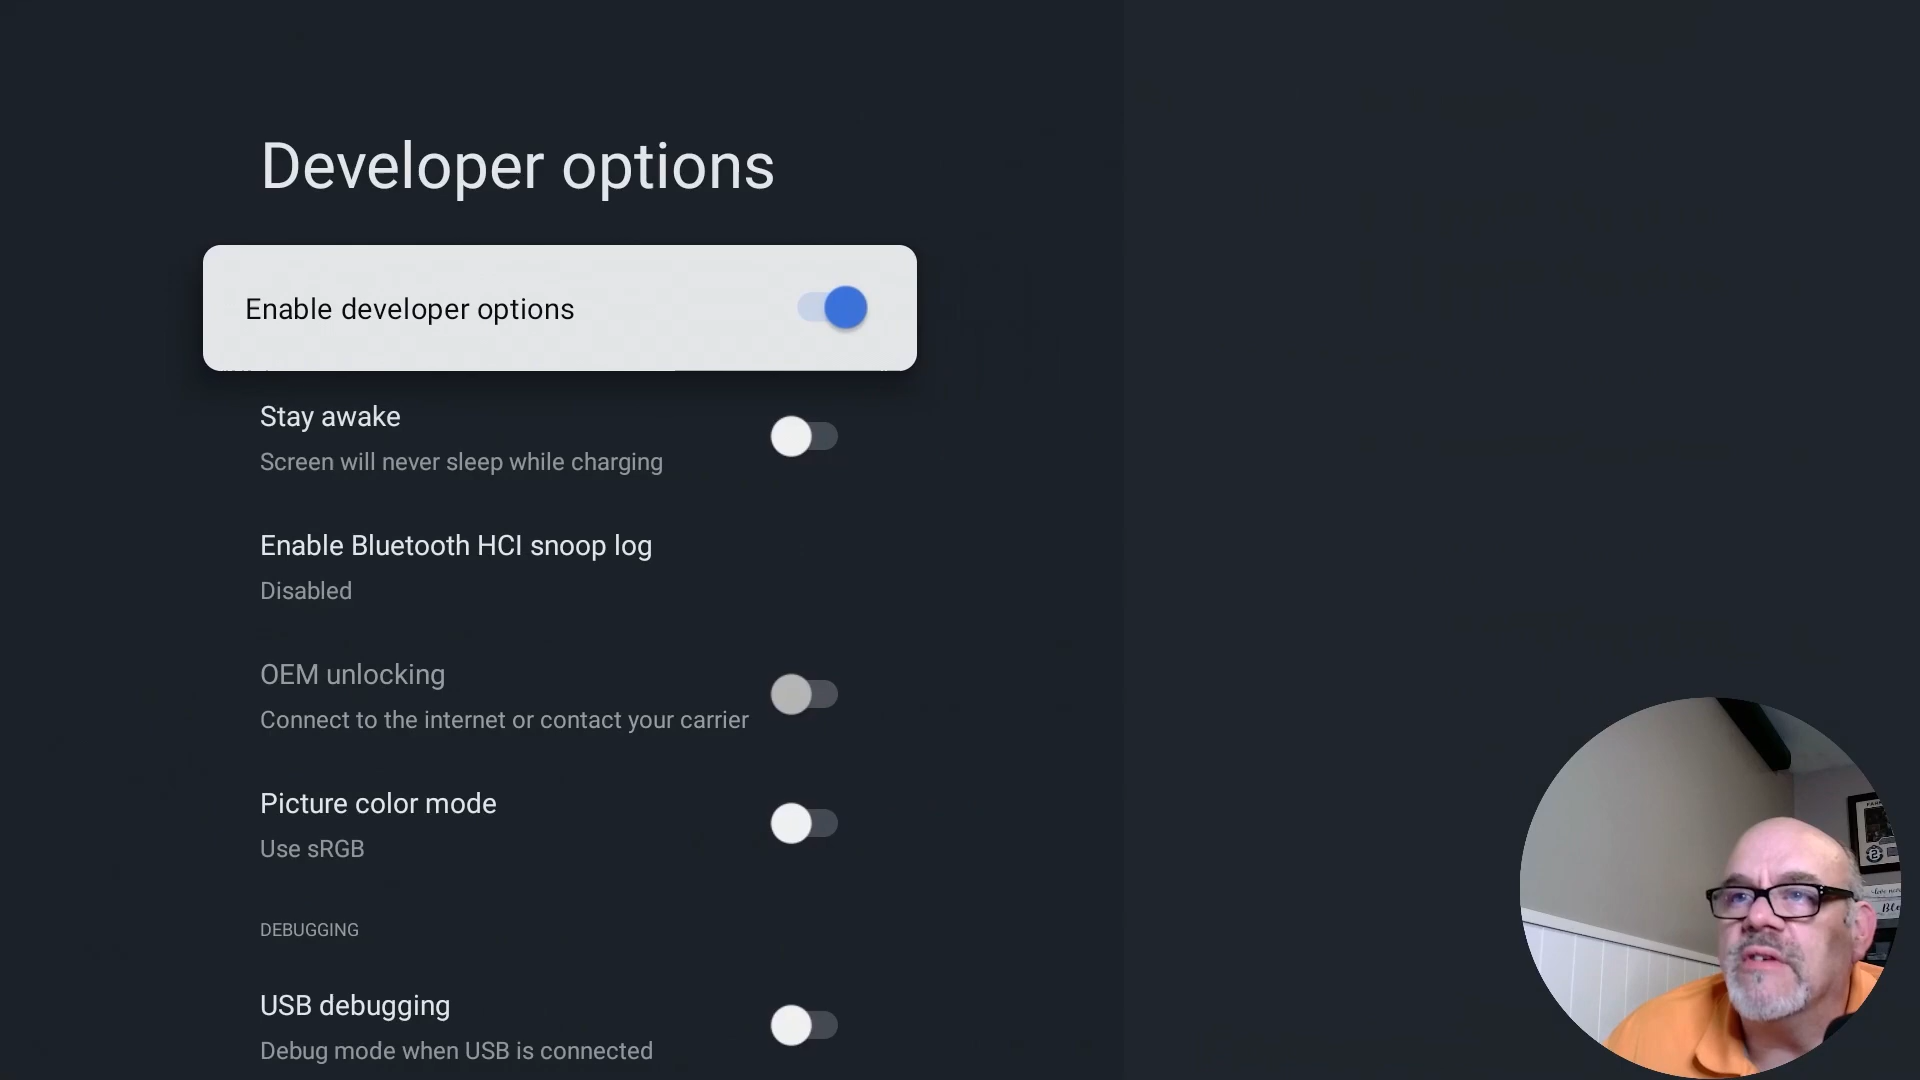 Developer options
Enable developer options
Stay awake
Screen will never sleep while charging
Enable Bluetooth HCI snoop log
Disabled
OEM unlocking
Connect to the internet or contact your carrier
Picture color mode
Use sRGB
DEBUGGING
USB debugging
Debug mode when USB is connected